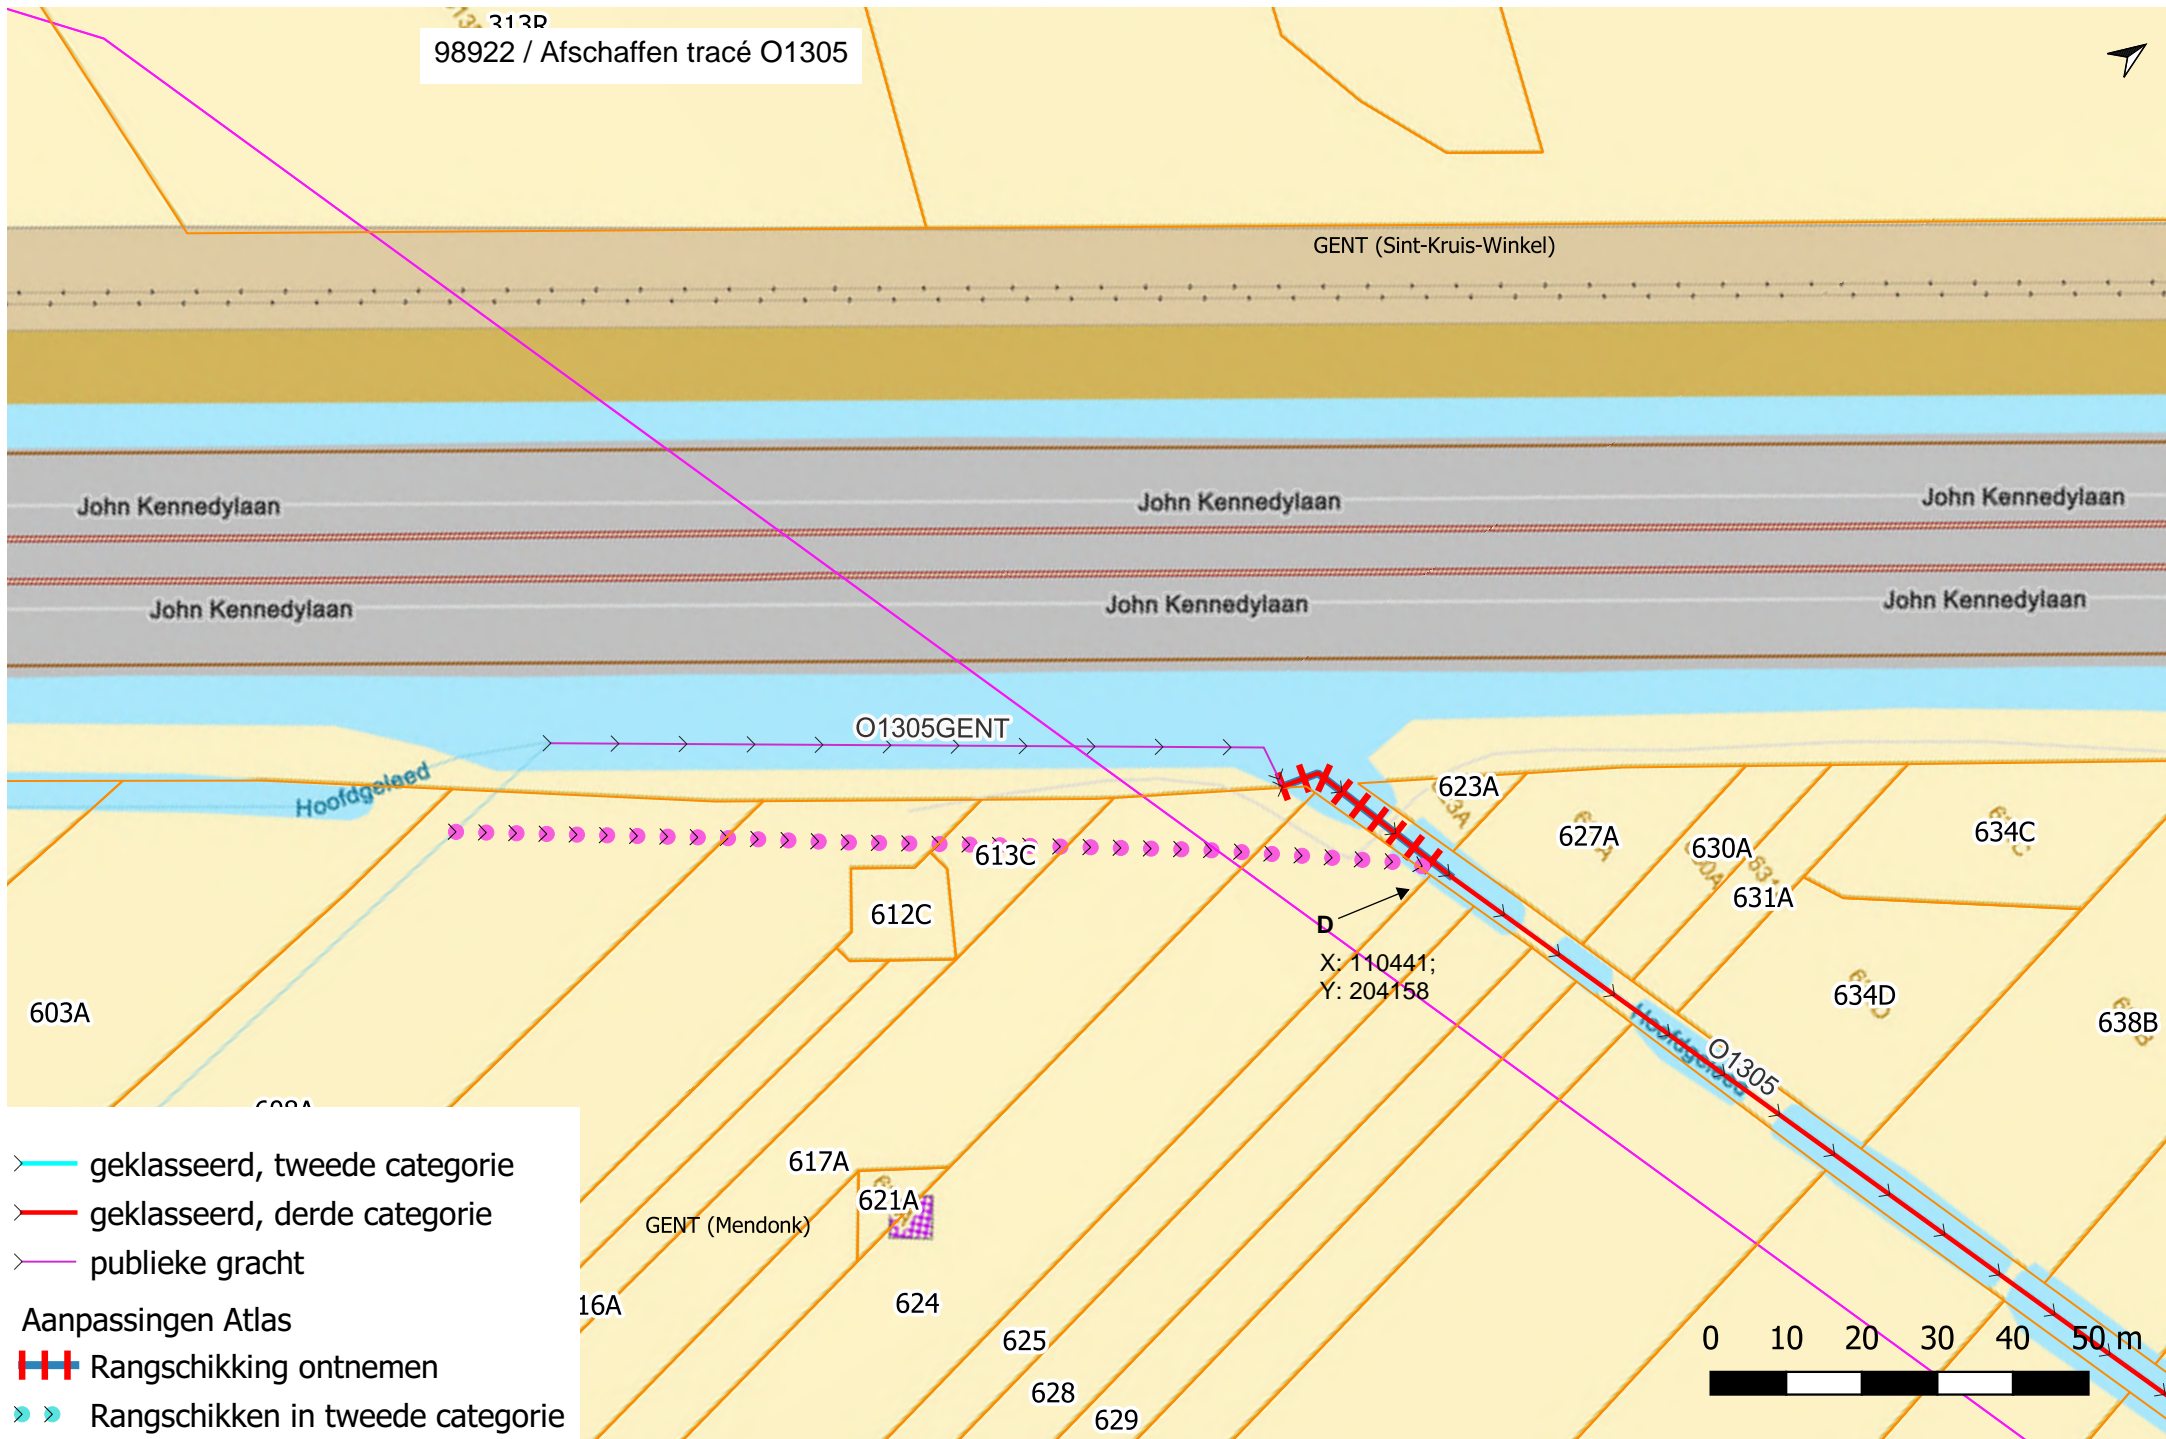 313R
98922 / Afschaffen tracé O1305
GENT (Sint-Kruis-Winkel)
John Kennedylaan
John Kennedylaan
John Kennedylaan
John Kennedylaan
John Kennedylaan
John Kennedylaan
O1305GENT
Hoofdgeleed
623A
613C
627A
630A
634C
631A
612C
D
X: 110441;
Y: 204158
603A
634D
638B
Hoofdgeleed
O1305
608A
617A
621A
GENT (Mendonk)
624
16A
625
628
629
geklasseerd, tweede categorie
geklasseerd, derde categorie
publieke gracht
Aanpassingen Atlas
Rangschikking ontnemen
Rangschikken in tweede categorie
0 10 20 30 40 50 m